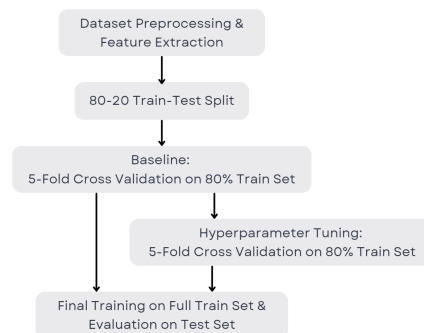 Dataset Preprocessing &
Feature Extraction
80-20 Train-Test Split
Baseline:
5-Fold Cross Validation on 80% Train Set
Hyperparameter Tuning:
5-Fold Cross Validation on 80% Train Set
Final Training on Full Train Set &
Evaluation on Test Set